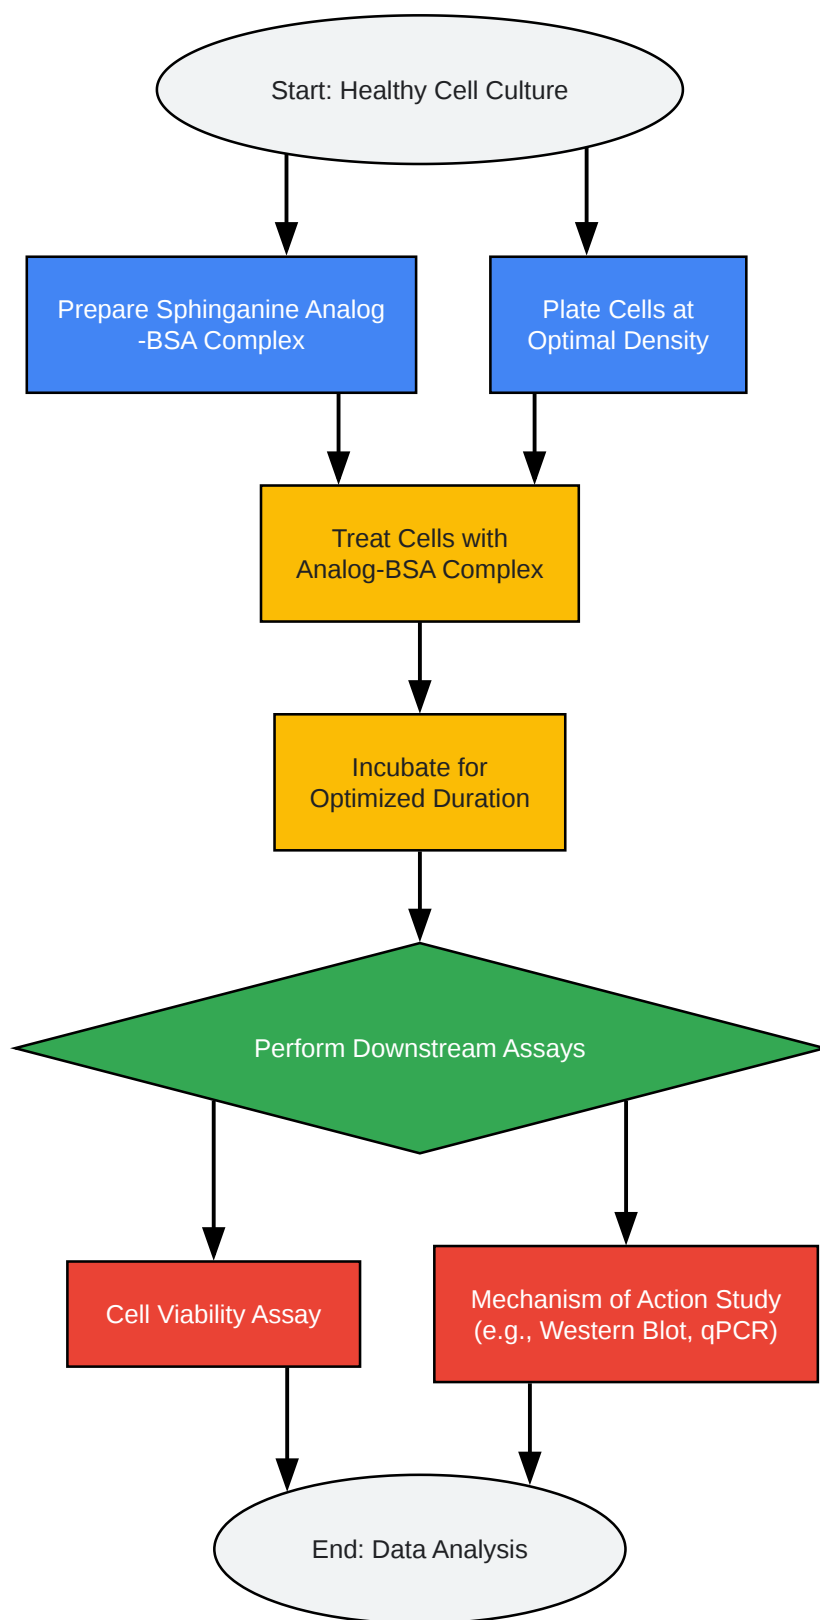 Start: Healthy Cell Culture
Prepare Sphinganine Analog
-BSA Complex
Plate Cells at
Optimal Density
Treat Cells with
Analog-BSA Complex
Incubate for
Optimized Duration
Perform Downstream Assays
Cell Viability Assay
Mechanism of Action Study
(e.g., Western Blot, qPCR)
End: Data Analysis